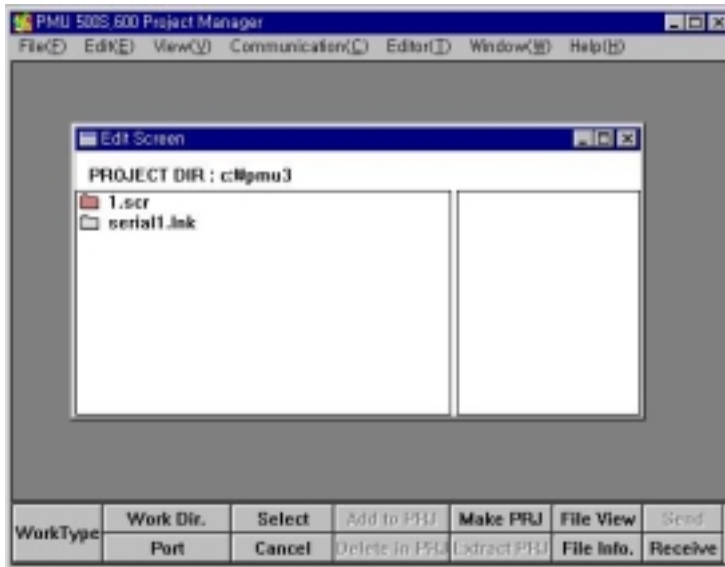 PMU 500S,600 Project Manager
File(F) Edit(E) View(V) Communication(C) Editor(T) Window(W) Help(H)
Edit Screen
PROJECT DIR : c:₩pmu3
1.scr
serial1.lnk
WorkType Work Dir. Select Add to PRJ Make PRJ File View Send
Port Cancel Delete in PRJ Extract PRJ File Info. Receive